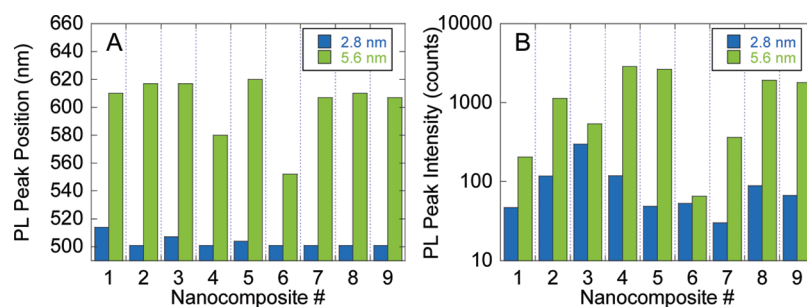 A
2.8 nm
5.6 nm
PL Peak Position (nm)
660
640
620
600
580
560
540
520
500
1 2 3 4 5 6 7 8 9
Nanocomposite #
B
2.8 nm
5.6 nm
PL Peak Intensity (counts)
10000
1000
100
10
1 2 3 4 5 6 7 8 9
Nanocomposite #